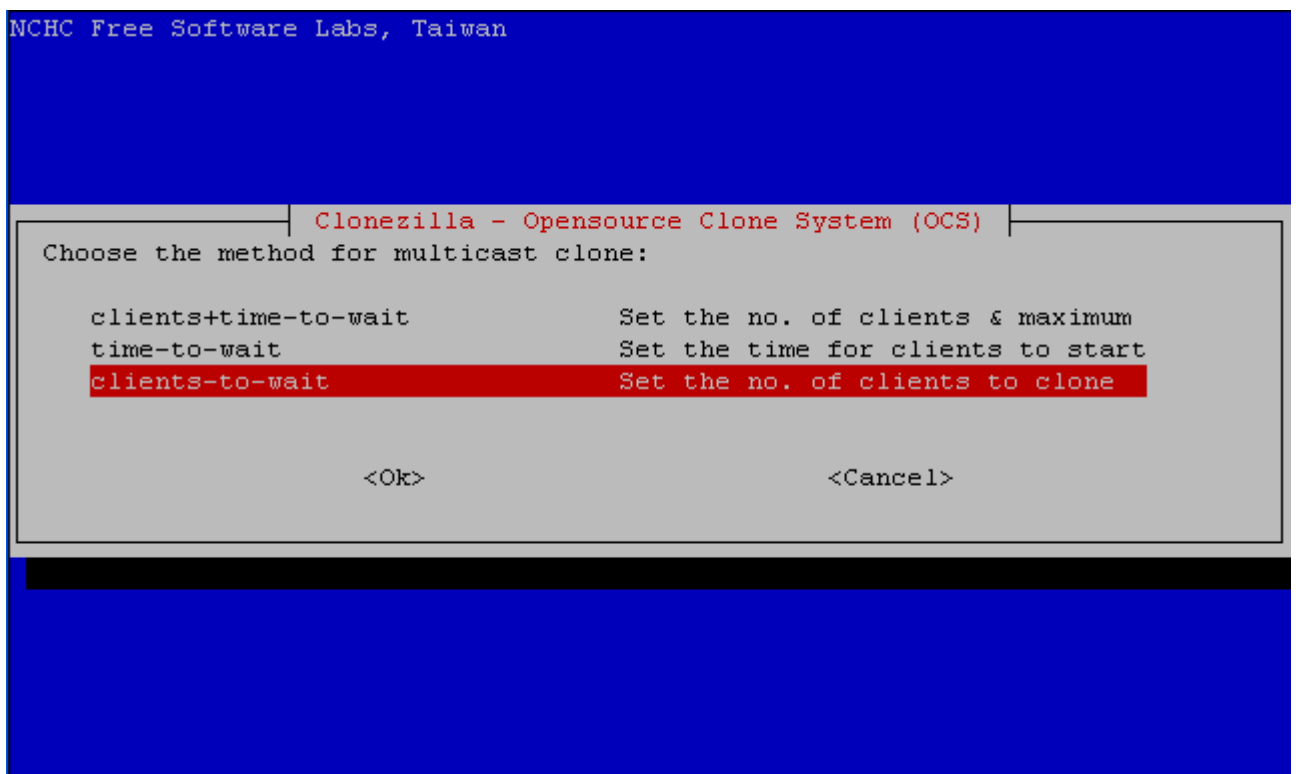 NCHC Free Software Labs, Taiwan
Clonezilla - Opensource Clone System (OCS)
Choose the method for multicast clone:
clients+time-to-wait Set the no. of clients & maximum
time-to-wait Set the time for clients to start
clients-to-wait Set the no. of clients to clone
<Ok> <Cancel>